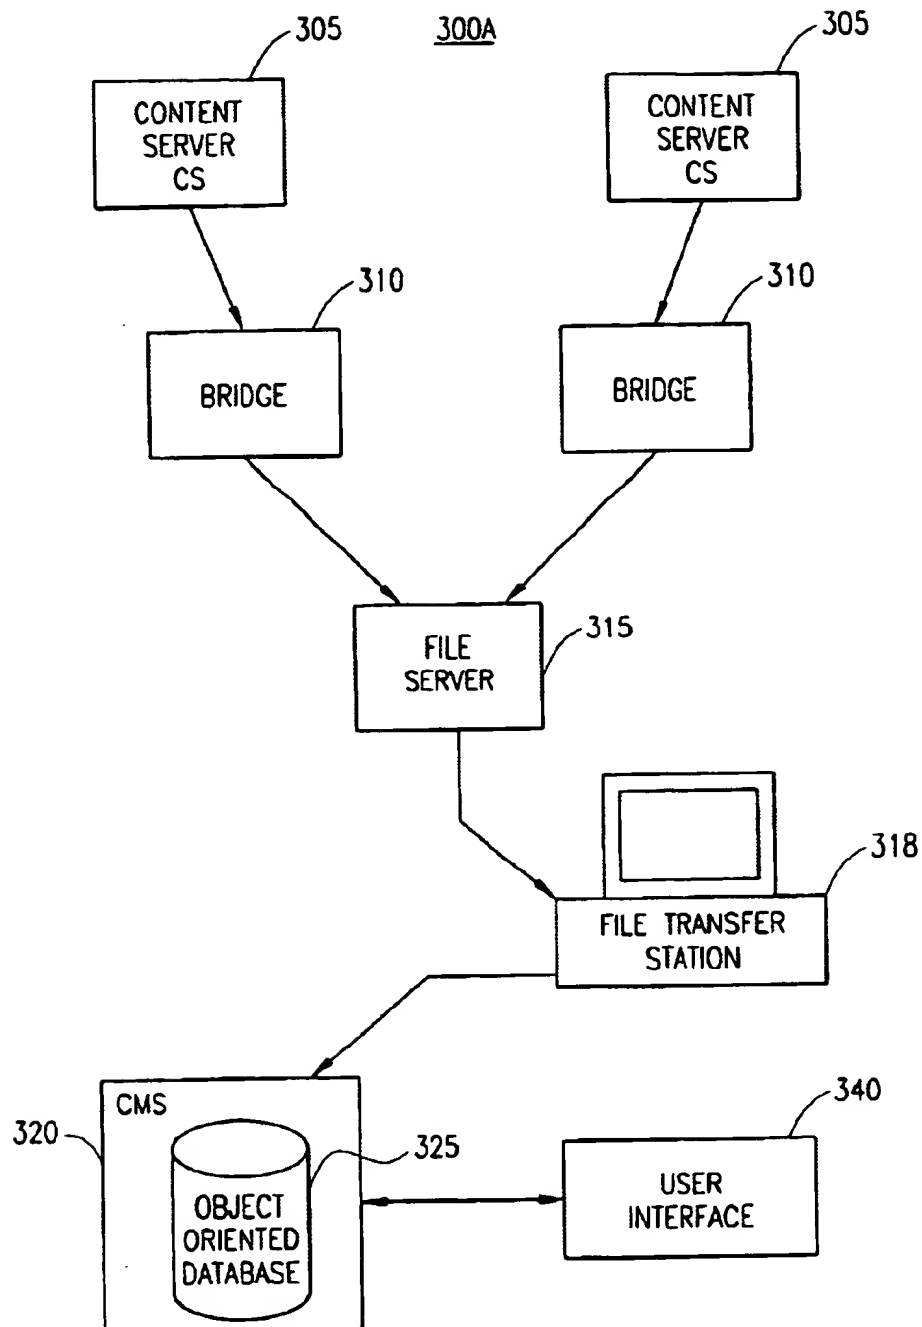 300A
305
CONTENT
SERVER
CS
305
CONTENT
SERVER
CS
310
BRIDGE
310
BRIDGE
FILE
SERVER
315
318
FILE TRANSFER
STATION
CMS
320
325
OBJECT
ORIENTED
DATABASE
340
USER
INTERFACE